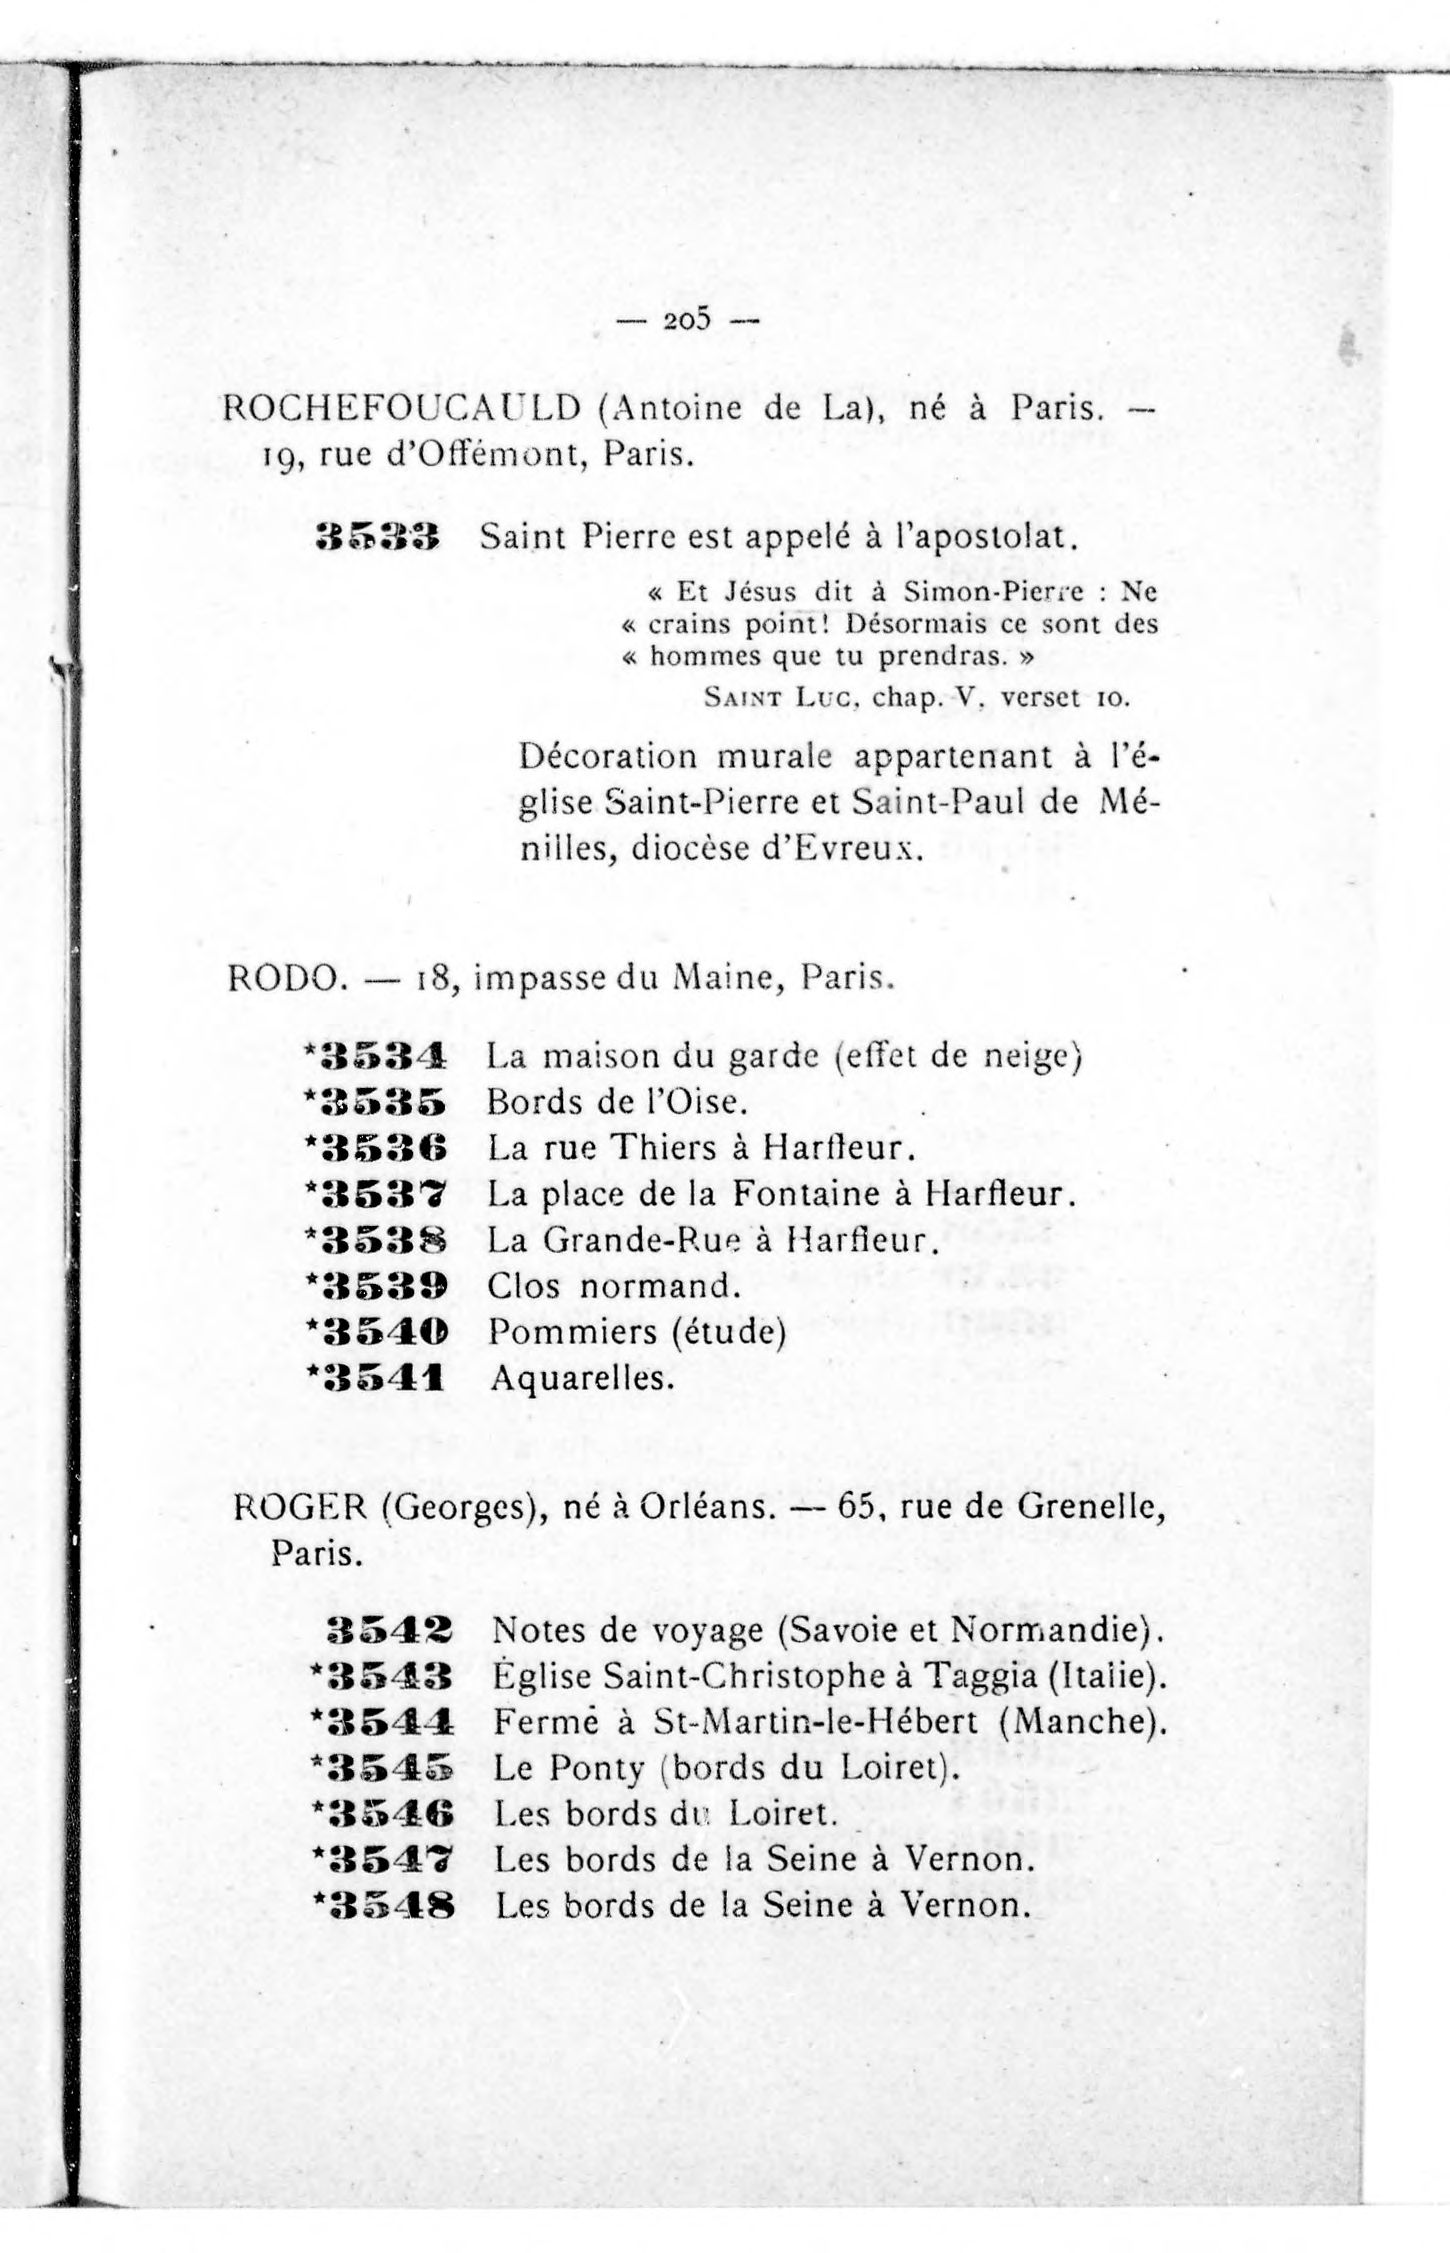 — 205 —
ROCHEFOUCAULD (Antoine de La), né à Paris. —
19, rue d'Offémont, Paris.
3533 Saint Pierre est appelé à l'apostolat.
« Et Jésus dit à Simon-Pierre : Ne
« crains point! Désormais ce sont des
« hommes que tu prendras. »
SAINT LUC, chap. V, verset 10.
Décoration murale appartenant à l'é-
glise Saint-Pierre et Saint-Paul de Mé-
nilles, diocèse d'Evreux.
RODO. — 18, impasse du Maine, Paris.
*3534 La maison du garde (effet de neige)
*3535 Bords de l'Oise.
*3536 La rue Thiers à Harfleur.
*3537 La place de la Fontaine à Harfleur.
*3538 La Grande-Rue à Harfleur.
*3539 Clos normand.
*3540 Pommiers (étude)
*3541 Aquarelles.
ROGER (Georges), né à Orléans. — 65, rue de Grenelle,
Paris.
3542 Notes de voyage (Savoie et Normandie).
*3543 Église Saint-Christophe à Taggia (Italie).
*3544 Ferme à St-Martin-le-Hébert (Manche).
*3545 Le Ponty (bords du Loiret).
*3546 Les bords du Loiret.
*3547 Les bords de la Seine à Vernon.
*3548 Les bords de la Seine à Vernon.